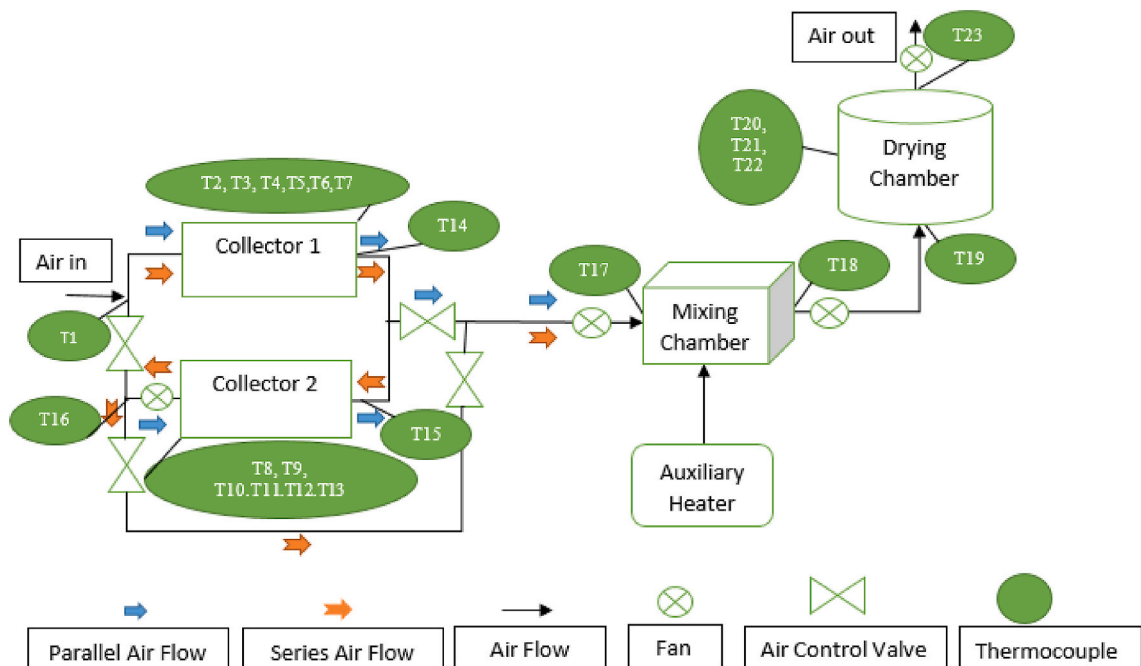 Air out
T23
T20,
T21,
T22
Drying
Chamber
T2, T3, T4,T5,T6,T7
T14
Collector 1
Air in
T17
T18
T19
Mixing
Chamber
T1
Collector 2
T16
T15
T8, T9,
T10.T11.T12.T13
Auxiliary
Heater
Parallel Air Flow
Series Air Flow
Air Flow
Fan
Air Control Valve
Thermocouple